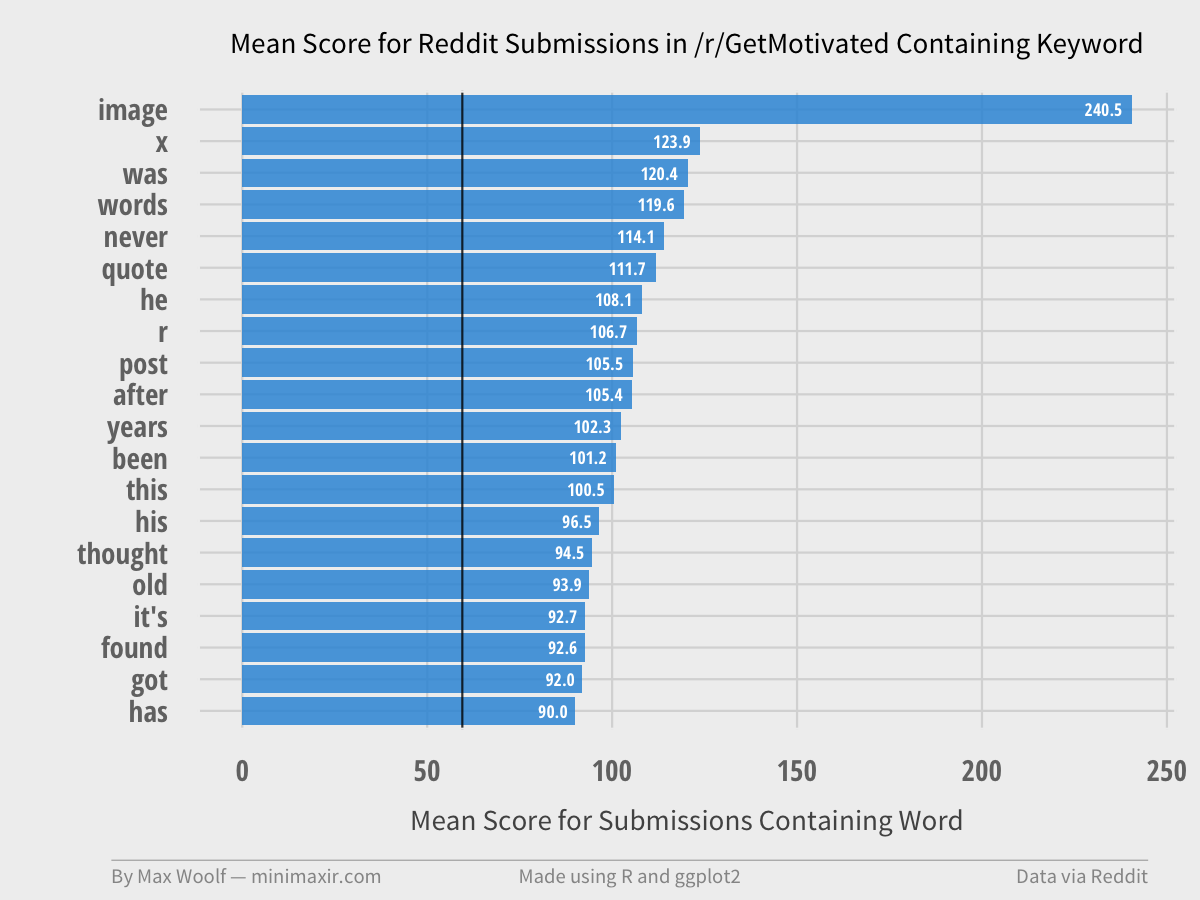 Mean Score for Reddit Submissions in /r/GetMotivated Containing Keyword
image 240.5
x 123.9
was 120.4
words 119.6
never 114.1
quote 111.7
he 108.1
r 106.7
post 105.5
after 105.4
years 102.3
been 101.2
this 100.5
his 96.5
thought 94.5
old 93.9
it's 92.7
found 92.6
got 92.0
has 90.0
0 50 100 150 200 250
Mean Score for Submissions Containing Word
By Max Woolf — minimaxir.com Made using R and ggplot2 Data via Reddit